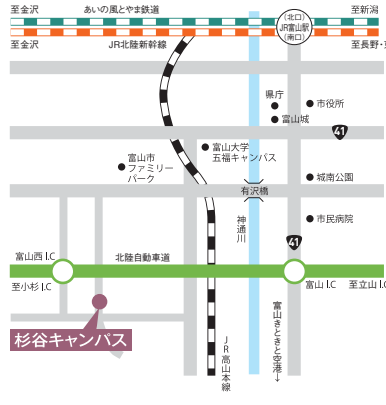 至金沢
あいの風とやま鉄道
(北口)
JR富山駅
(南口)
至新潟
至金沢
JR北陸新幹線
至長野・
県庁
市役所
富山城
41
富山大学
五福キャンパス
富山市
ファミリー
パーク
城南公園
有沢橋
神通川
市民病院
41
富山西 I.C
北陸自動車道
至小杉 I.C
富山 I.C
至立山 I.C
杉谷キャンパス
JR高山本線
富山きときと空港→